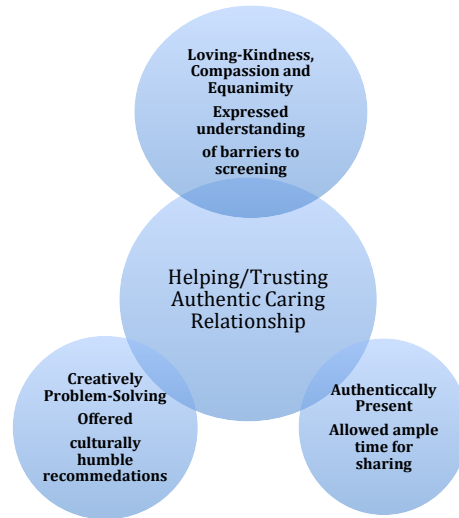 Loving-Kindness,
Compassion and
Equanimity
Expressed
understanding
of barriers to
screening
Helping/Trusting
Authentic Caring
Relationship
Creatively
Problem-Solving
Offered
culturally
humble
recommedations
Authenticcally
Present
Allowed ample
time for
sharing